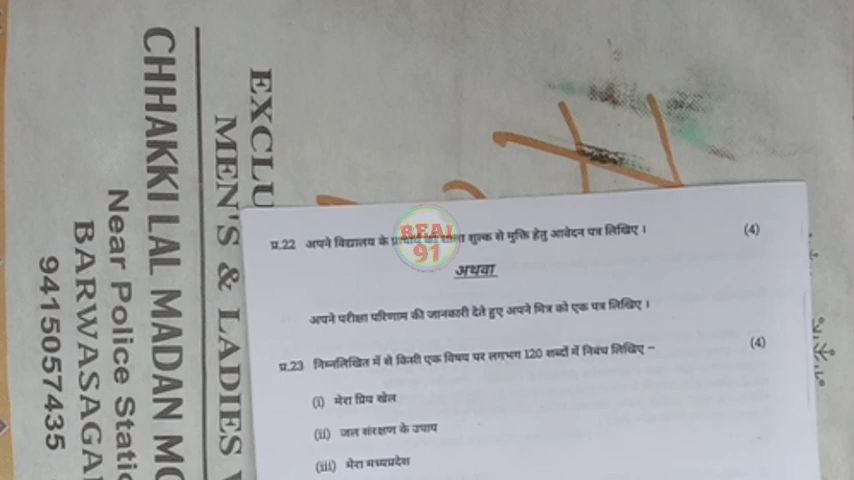 EXCLU
MEN'S & LADIES
CHHAKKI LAL MADAN MO
Near Police Static
BARWASAGA
9415057435
प्र.22 अपने विद्यालय के प्राचार्य को शाला शुल्क से मुक्ति हेतु आवेदन पत्र लिखिए । (4)
REAL
91
अथवा
अपने परीक्षा परिणाम की जानकारी देते हुए अपने मित्र को एक पत्र लिखिए ।
प्र.23 निम्नलिखित में से किसी एक विषय पर लगभग 120 शब्दों में निबंध लिखिए – (4)
(i) मेरा प्रिय खेल
(ii) जल संरक्षण के उपाय
(iii) मेरा मध्यप्रदेश